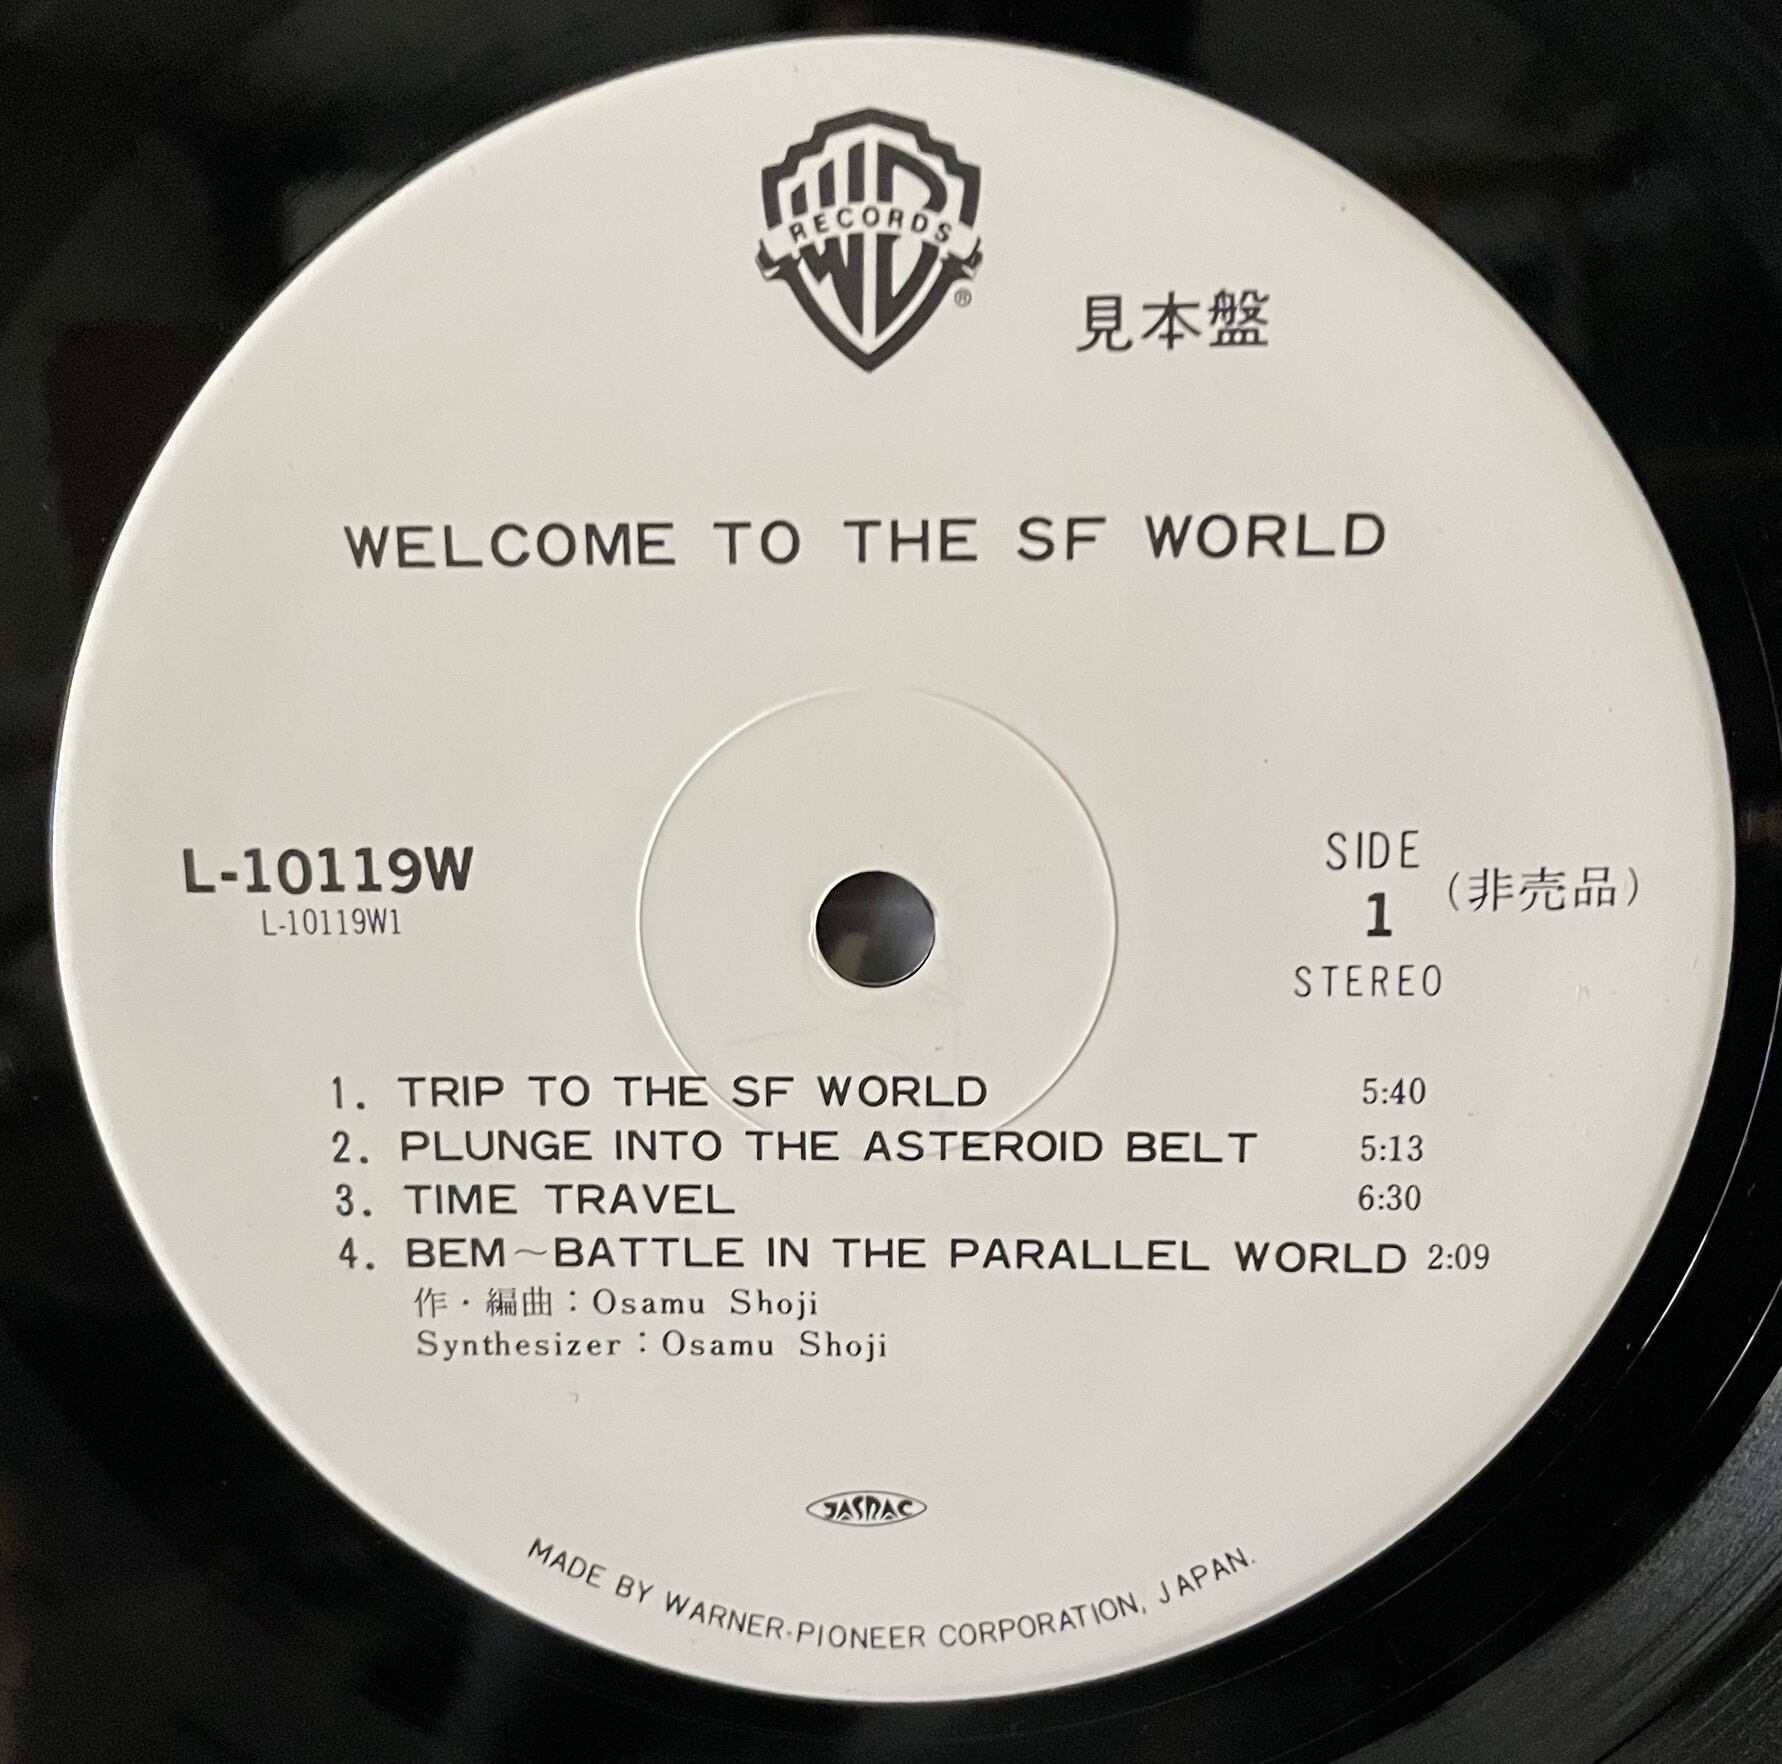 RECORDS
®
見本盤
WELCOME TO THE SF WORLD
L-10119W
L-10119W1
SIDE
1
(非売品)
STEREO
1. TRIP TO THE SF WORLD 5:40
2. PLUNGE INTO THE ASTEROID BELT 5:13
3. TIME TRAVEL 6:30
4. BEM～BATTLE IN THE PARALLEL WORLD 2:09
作・編曲：Osamu Shoji
Synthesizer：Osamu Shoji
JASRAC
MADE BY WARNER-PIONEER CORPORATION, JAPAN.